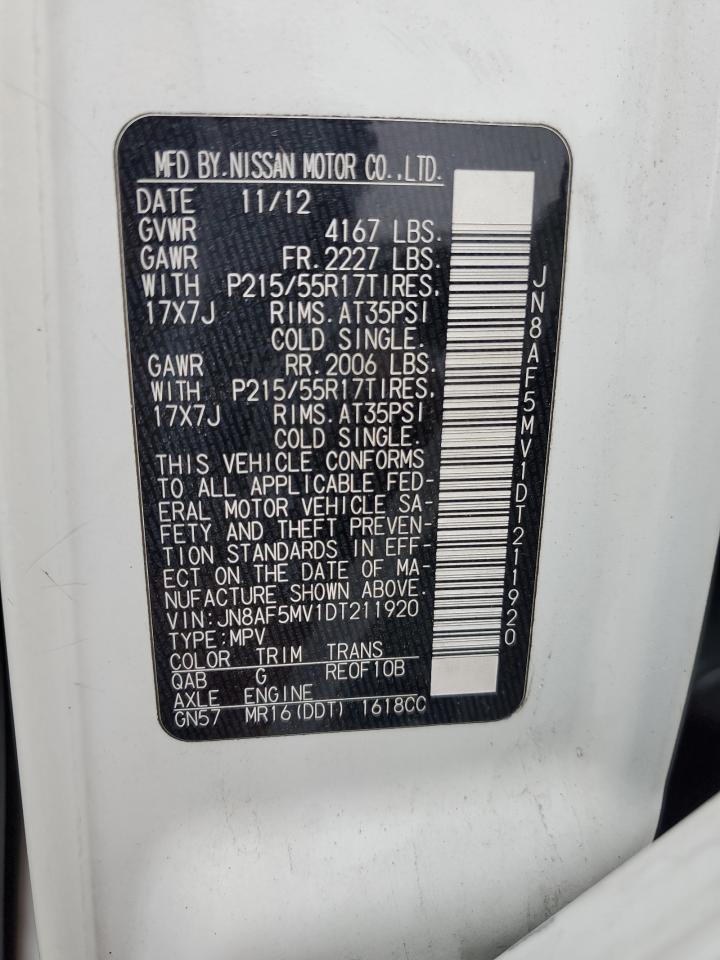 MFD BY.NISSAN MOTOR CO.,LTD.
DATE 11/12
GVWR 4167 LBS.
GAWR FR.2227 LBS.
WITH P215/55R17TIRES,
17X7J RIMS.AT35PSI
COLD SINGLE.
GAWR RR.2006 LBS.
WITH P215/55R17TIRES,
17X7J RIMS.AT35PSI
COLD SINGLE.
THIS VEHICLE CONFORMS
TO ALL APPLICABLE FED-
ERAL MOTOR VEHICLE SA-
FETY AND THEFT PREVEN-
TION STANDARDS IN EFF-
ECT ON THE DATE OF MA-
NUFACTURE SHOWN ABOVE.
VIN:JN8AF5MV1DT211920
TYPE:MPV
COLOR TRIM TRANS
QAB G RE0F10B
AXLE ENGINE
GN57 MR16(DDT) 1618CC
JN8AF5MV1DT211920